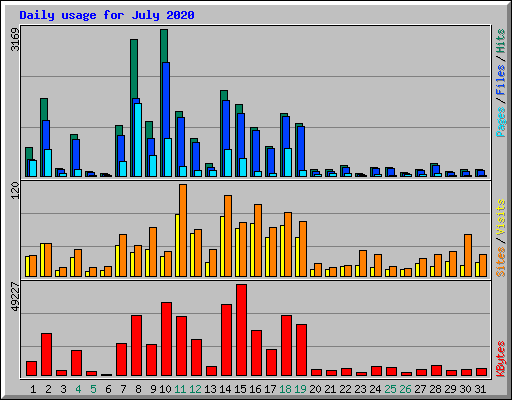 Daily usage for July 2020
3169
Pages / Files / Hits
120
Sites / Visits
49227
KBytes
1 2 3 4 5 6 7 8 9 10 11 12 13 14 15 16 17 18 19 20 21 22 23 24 25 26 27 28 29 30 31